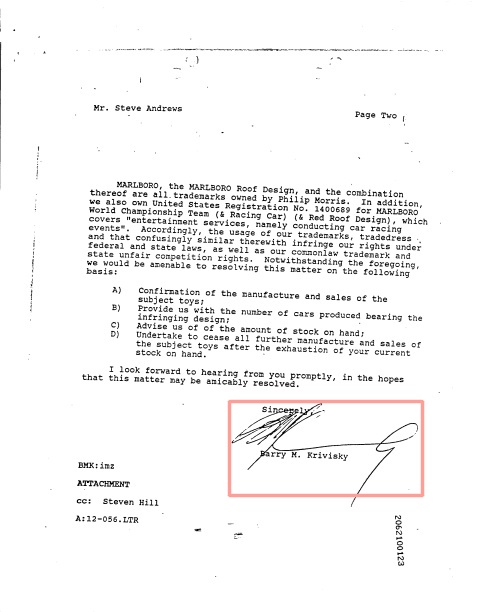 Mr. Steve Andrews
Page Two
MARLBORO, the MARLBORO Roof Design, and the combination
thereof are all trademarks owned by Philip Morris. In addition,
we also own United States Registration No. 1400689 for MARLBORO
World Championship Team (& Racing Car) (& Red Roof Design), which
covers "entertainment services, namely conducting car racing
events". Accordingly, the usage of our trademarks, tradedress
and that confusingly similar therewith infringe our rights under
federal and state laws, as well as our commonlaw trademark and
state unfair competition rights. Notwithstanding the foregoing,
we would be amenable to resolving this matter on the following
basis:
A) Confirmation of the manufacture and sales of the
subject toys;
B) Provide us with the number of cars produced bearing the
infringing design;
C) Advise us of of the amount of stock on hand;
D) Undertake to cease all further manufacture and sales of
the subject toys after the exhaustion of your current
stock on hand.
I look forward to hearing from you promptly, in the hopes
that this matter may be amicably resolved.
Sincerely,
Barry M. Krivisky
BMK:imz
ATTACHMENT
cc: Steven Hill
A:12-056.LTR
2062100123